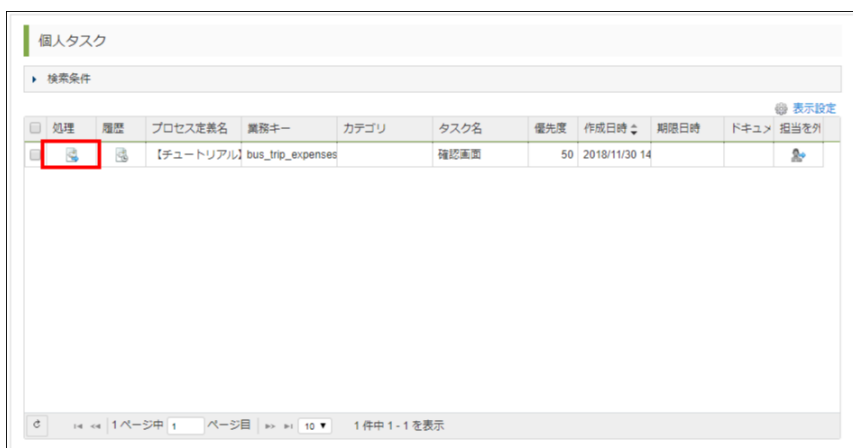 個人タスク
検索条件
表示設定
処理 履歴 プロセス定義名 業務キー カテゴリ タスク名 優先度 作成日時 期限日時 ドキュメ 担当を外
【チュートリアル】 bus_trip_expenses 確認画面 50 2018/11/30 14
1 ページ中 1 ページ目 10 1 件中 1 - 1 を表示